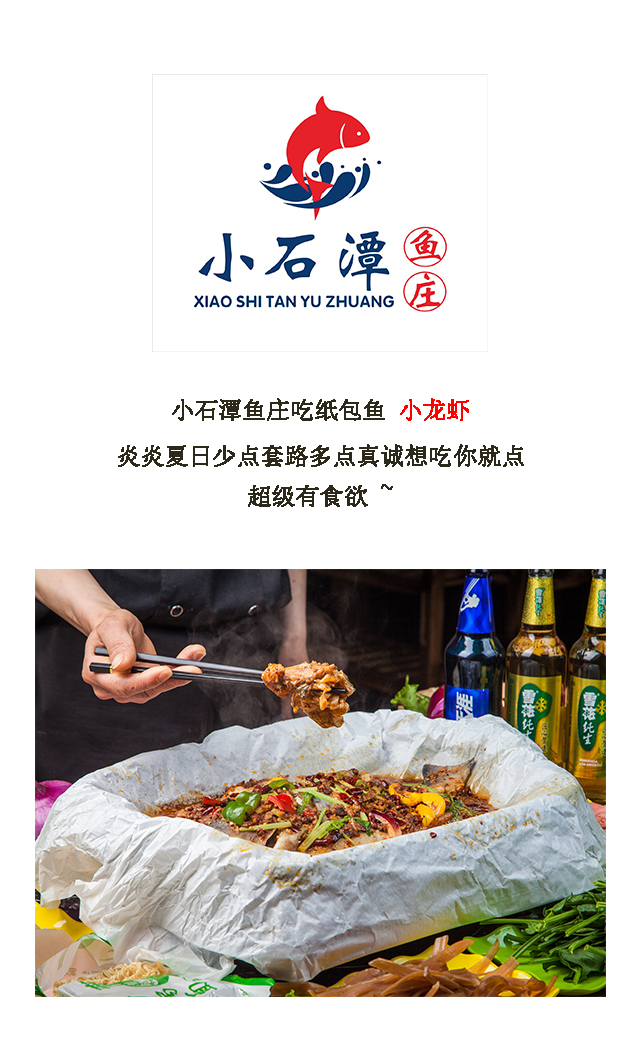 小石潭鱼庄
XIAO SHI TAN YU ZHUANG
小石潭鱼庄吃纸包鱼 小龙虾
炎炎夏日少点套路多点真诚想吃你就点
超级有食欲 ~
雪花 雪花
纯生 纯生